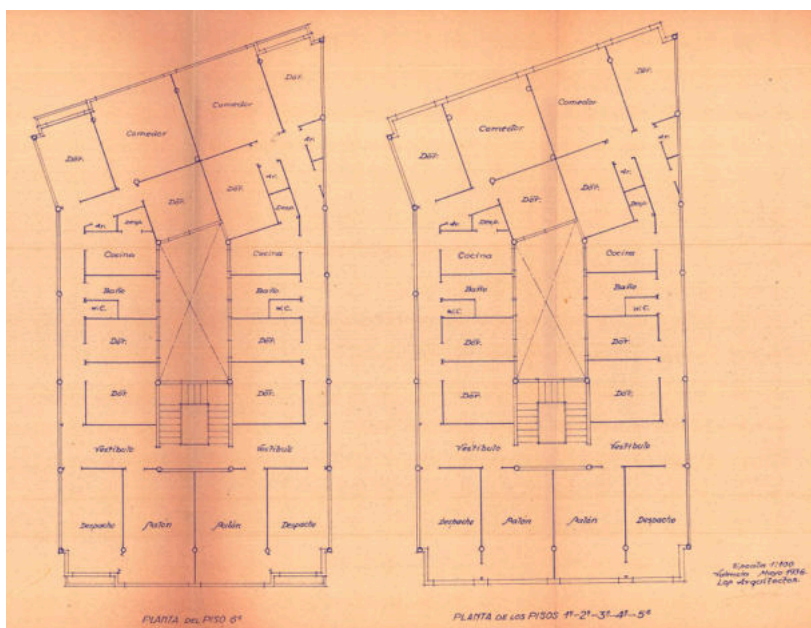 Dor.
Comedor
Comedor
Dor.
Ar.
Dor.
Dor.
Ar.
Desp.
Ar.
Desp.
Cocina
Cocina
Baño
Baño
W.C.
W.C.
Dor.
Dor.
Dor.
Dor.
Vestíbulo
Vestíbulo
Despacho
Salón
Salón
Despacho
PLANTA DEL PISO 6º
Dor.
Comedor
Comedor
Dor.
Ar.
Dor.
Dor.
Ar.
Desp.
Ar.
Desp.
Cocina
Cocina
Baño
Baño
W.C.
W.C.
Dor.
Dor.
Dor.
Dor.
Vestíbulo
Vestíbulo
Despacho
Salón
Salón
Despacho
PLANTA DE LOS PISOS 1º-2º-3º-4º-5º
Escala 1:100
Valencia Mayo 1936
Los Arquitectos.